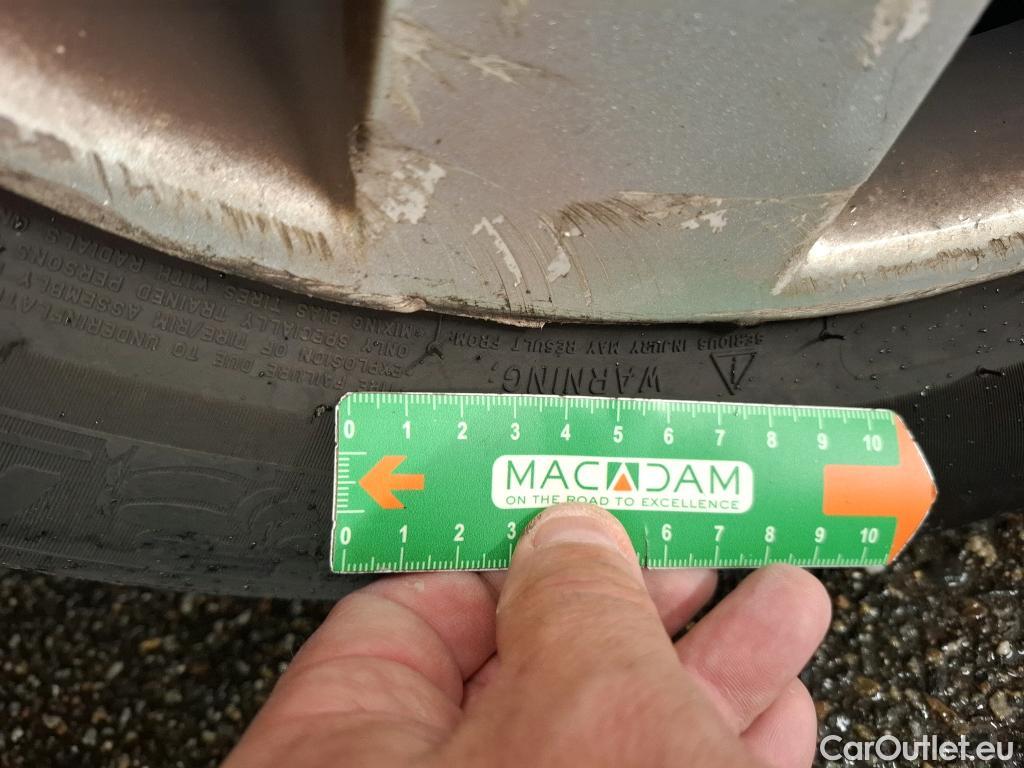 TIRE FAILURE DUE TO UNDERINFLAT
*EXPLOSION OF TIRE/RIM ASSEMBLY
ONLY SPECIALLY TRAINED PERSONS
*MIXING BIAS TIRES WITH RADIALS
SERIOUS INJURY MAY RESULT FROM:
WARNING
0 1 2 3 4 5 6 7 8 9 10
MACADAM
ON THE ROAD TO EXCELLENCE
0 1 2 3 6 7 8 9 10
CarOutlet.eu